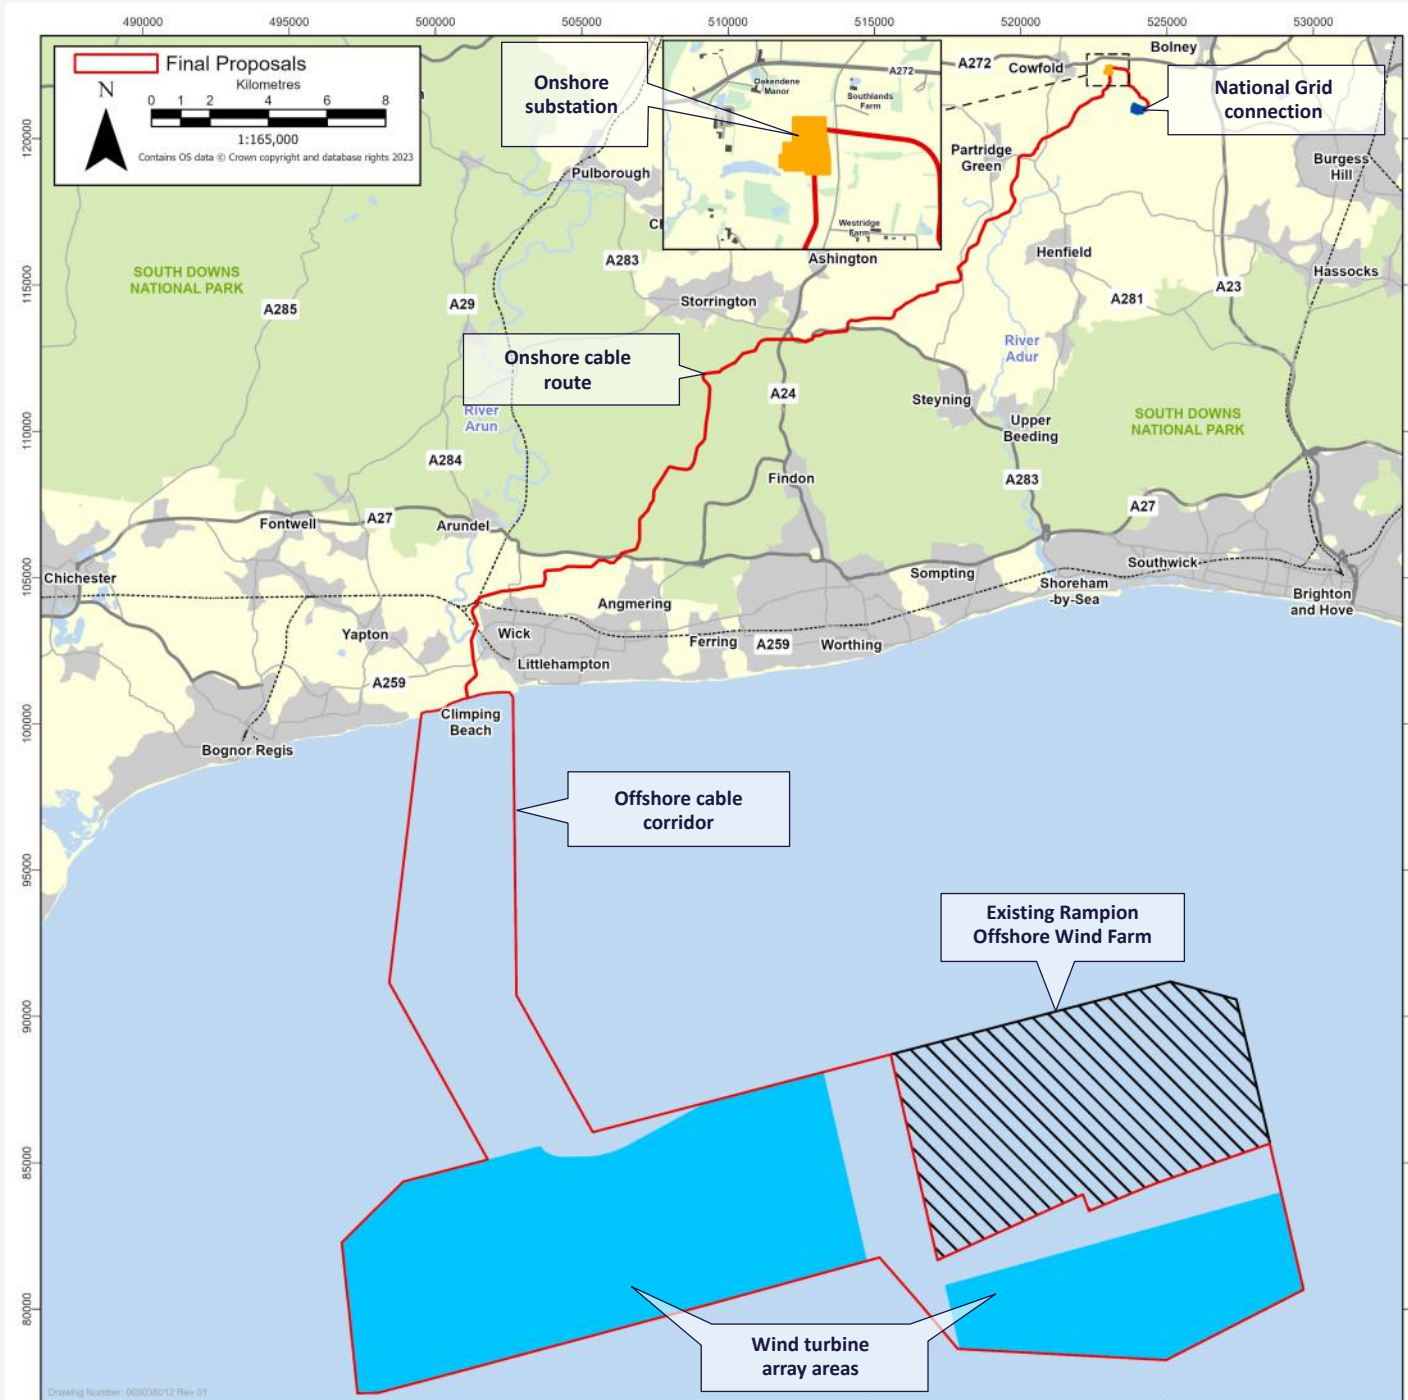 490000
495000
500000
505000
510000
515000
520000
525000
530000
Final Proposals
Kilometres
N
0 1 2 4 6 8
1:165,000
Contains OS data © Crown copyright and database rights 2023
Onshore
substation
Oakendene
Manor
Southlands
Farm
A272
Westridge
Farm
A272
Cowfold
Bolney
National Grid
connection
120000
Pulborough
Partridge
Green
Burgess
Hill
A283
Ashington
Henfield
Hassocks
115000
SOUTH DOWNS
NATIONAL PARK
A285
A29
Storrington
A281
A23
Onshore cable
route
River
Adur
A24
Steyning
River
Arun
Upper
Beeding
SOUTH DOWNS
NATIONAL PARK
110000
A284
Findon
A283
Fontwell
A27
Arundel
A27
105000
Chichester
Angmering
Sompting
Shoreham
-by-Sea
Southwick
Brighton
and Hove
Yapton
Wick
Ferring
A259
Worthing
Littlehampton
A259
100000
Climping
Beach
Bognor Regis
Offshore cable
corridor
95000
Existing Rampion
Offshore Wind Farm
90000
85000
80000
Wind turbine
array areas
Drawing Number: 005038012 Rev 01